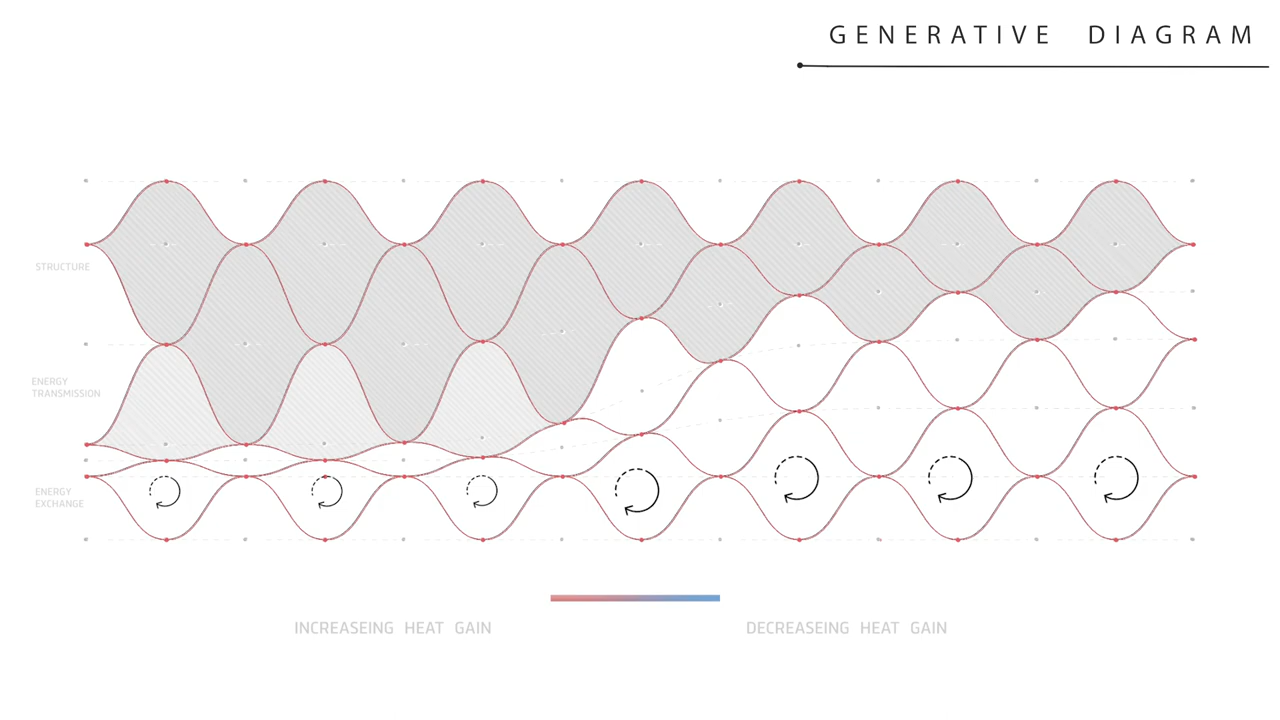 GENERATIVE DIAGRAM
STRUCTURE
ENERGY
TRANSMISSION
ENERGY
EXCHANGE
INCREASEING HEAT GAIN
DECREASEING HEAT GAIN